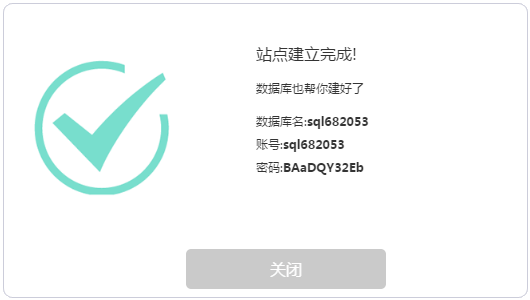 站点建立完成!
数据库也帮你建好了
数据库名:sql682053
账号:sql682053
密码:BAaDQY32Eb
关闭